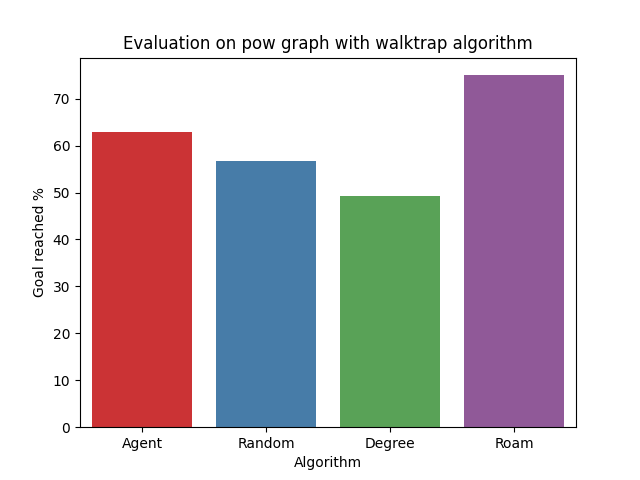 Evaluation on pow graph with walktrap algorithm
Goal reached %
70
60
50
40
30
20
10
0
Agent Random Degree Roam
Algorithm